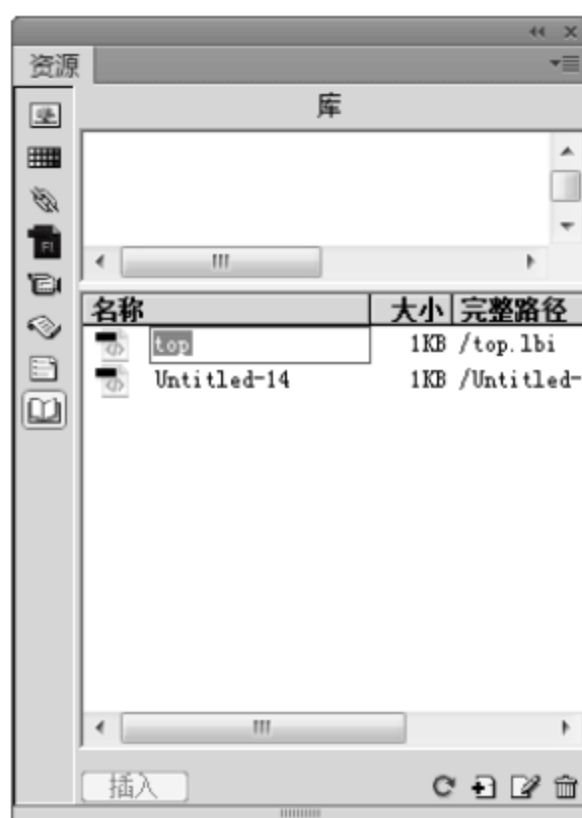 资源
库
名称 大小 完整路径
top 1KB /top.lbi
Untitled-14 1KB /Untitled-
插入